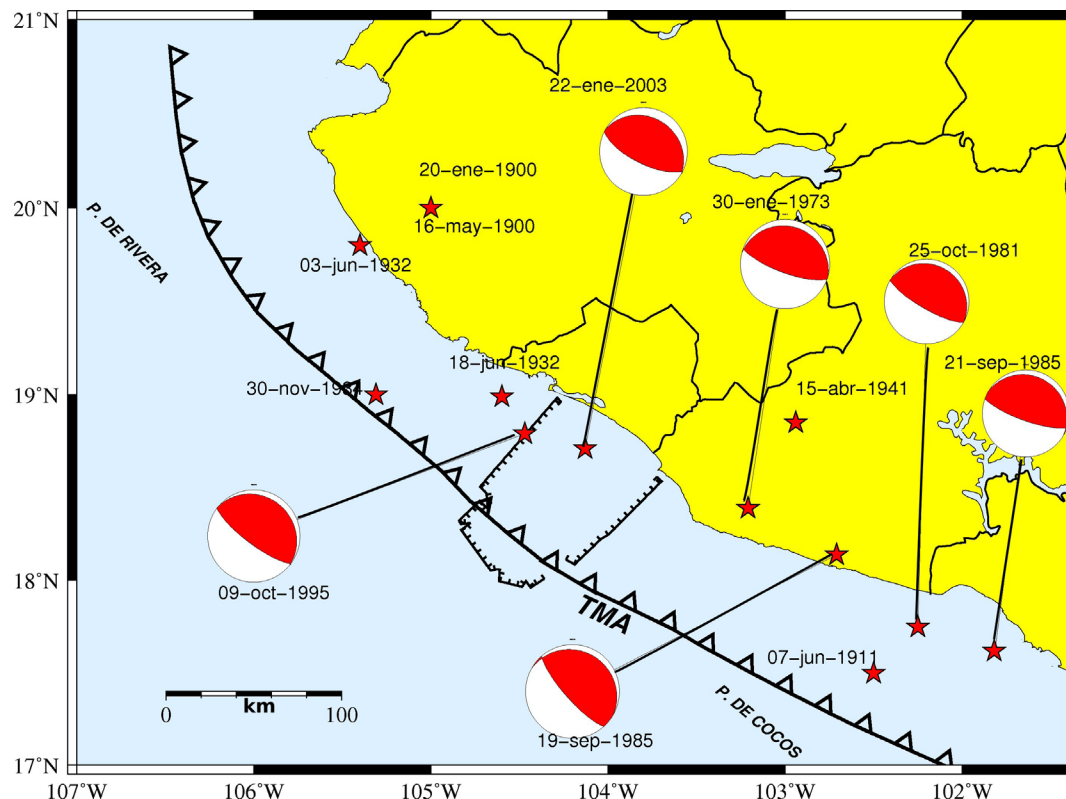 21°N
22−ene−2003
20−ene−1900
30−ene−1973
20°N
16−may−1900
P. DE RIVERA
25−oct−1981
03−jun−1932
18−jun−1932
21−sep−1985
19°N
30−nov−1934
15−abr−1941
18°N
09−oct−1995
TMA
07−jun−1911
P. DE COCOS
km
0 100
19−sep−1985
17°N
107°W 106°W 105°W 104°W 103°W 102°W